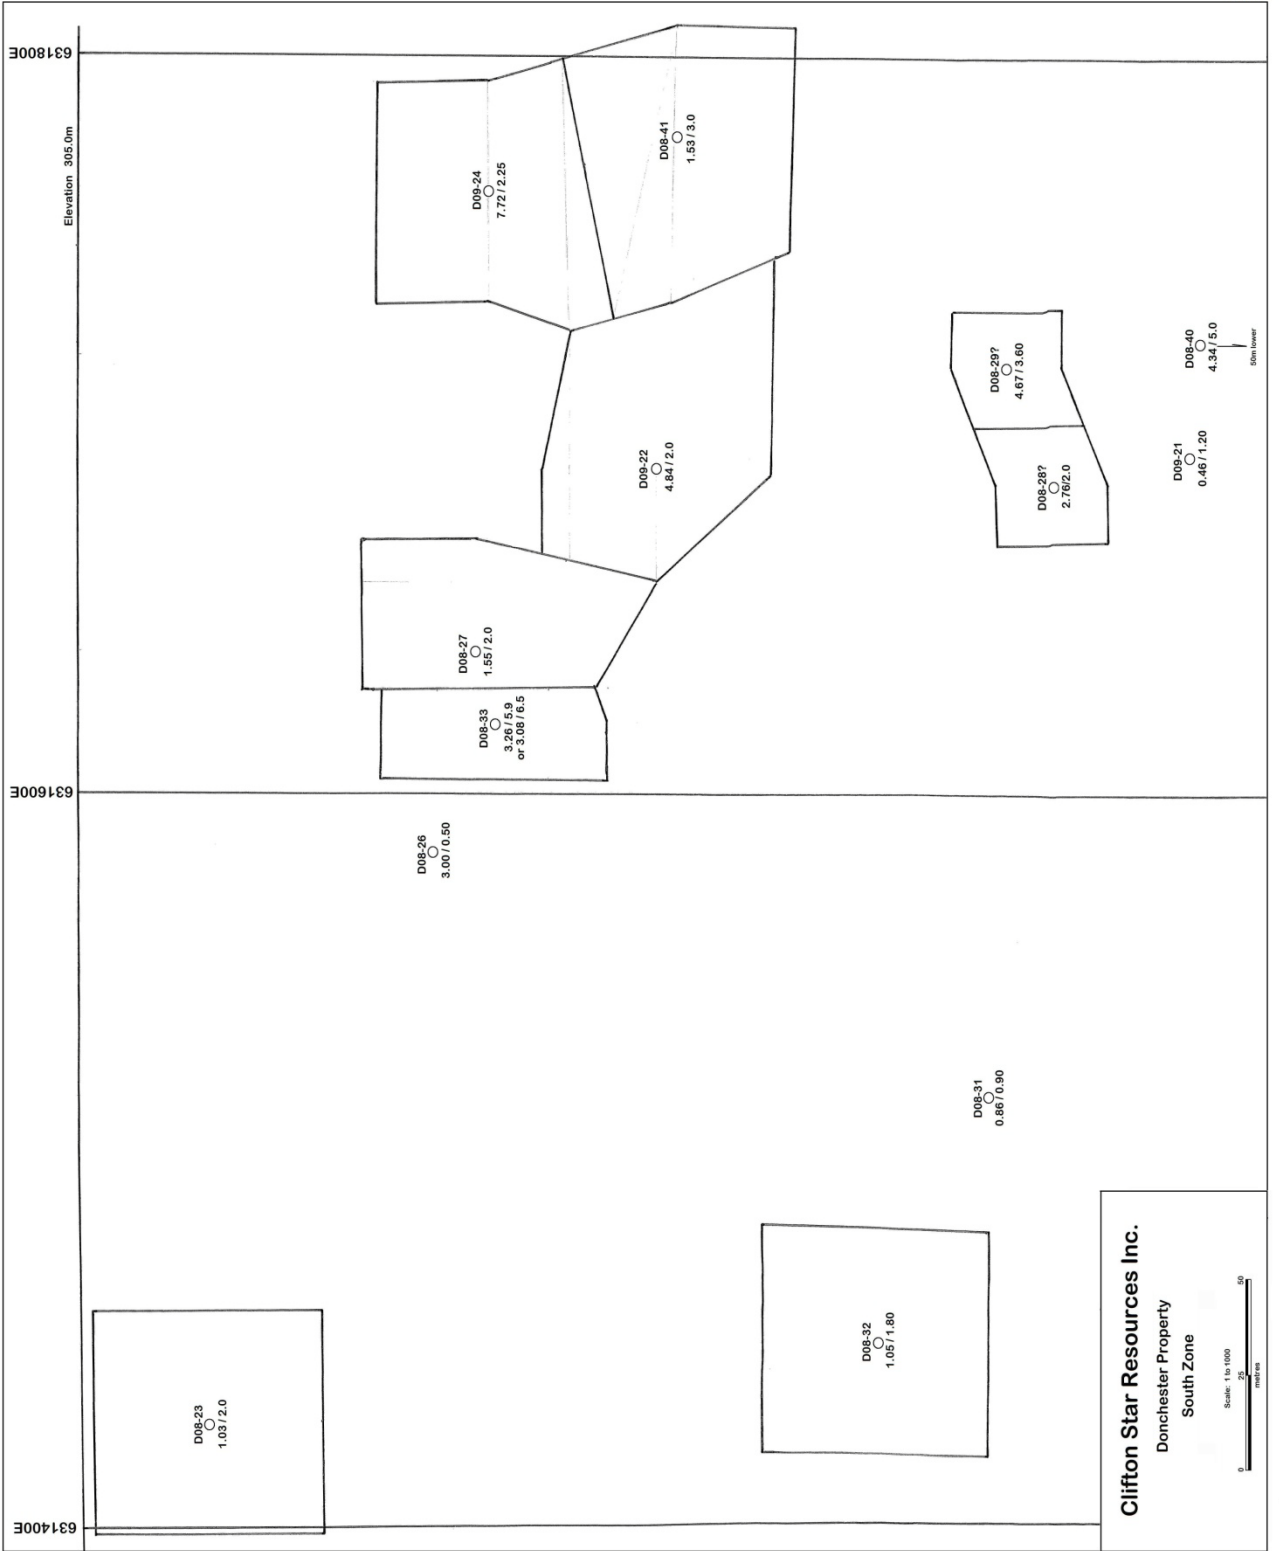 631400E
631600E
631800E
Elevation 305.0m
D08-23
1.03 / 2.0
D08-26
3.00 / 0.50
D08-33
3.26 / 5.9
or 3.08 / 6.5
D08-27
1.55 / 2.0
D09-24
7.72 / 2.25
D09-22
4.84 / 2.0
D08-41
1.53 / 3.0
D08-32
1.05 / 1.80
D08-31
0.86 / 0.90
D08-28?
2.76/2.0
D08-29?
4.67 / 3.60
D09-21
0.46 / 1.20
D08-40
4.34 / 5.0
50m lower
Clifton Star Resources Inc.
Donchester Property
South Zone
Scale: 1 to 1000
0 25 50
metres